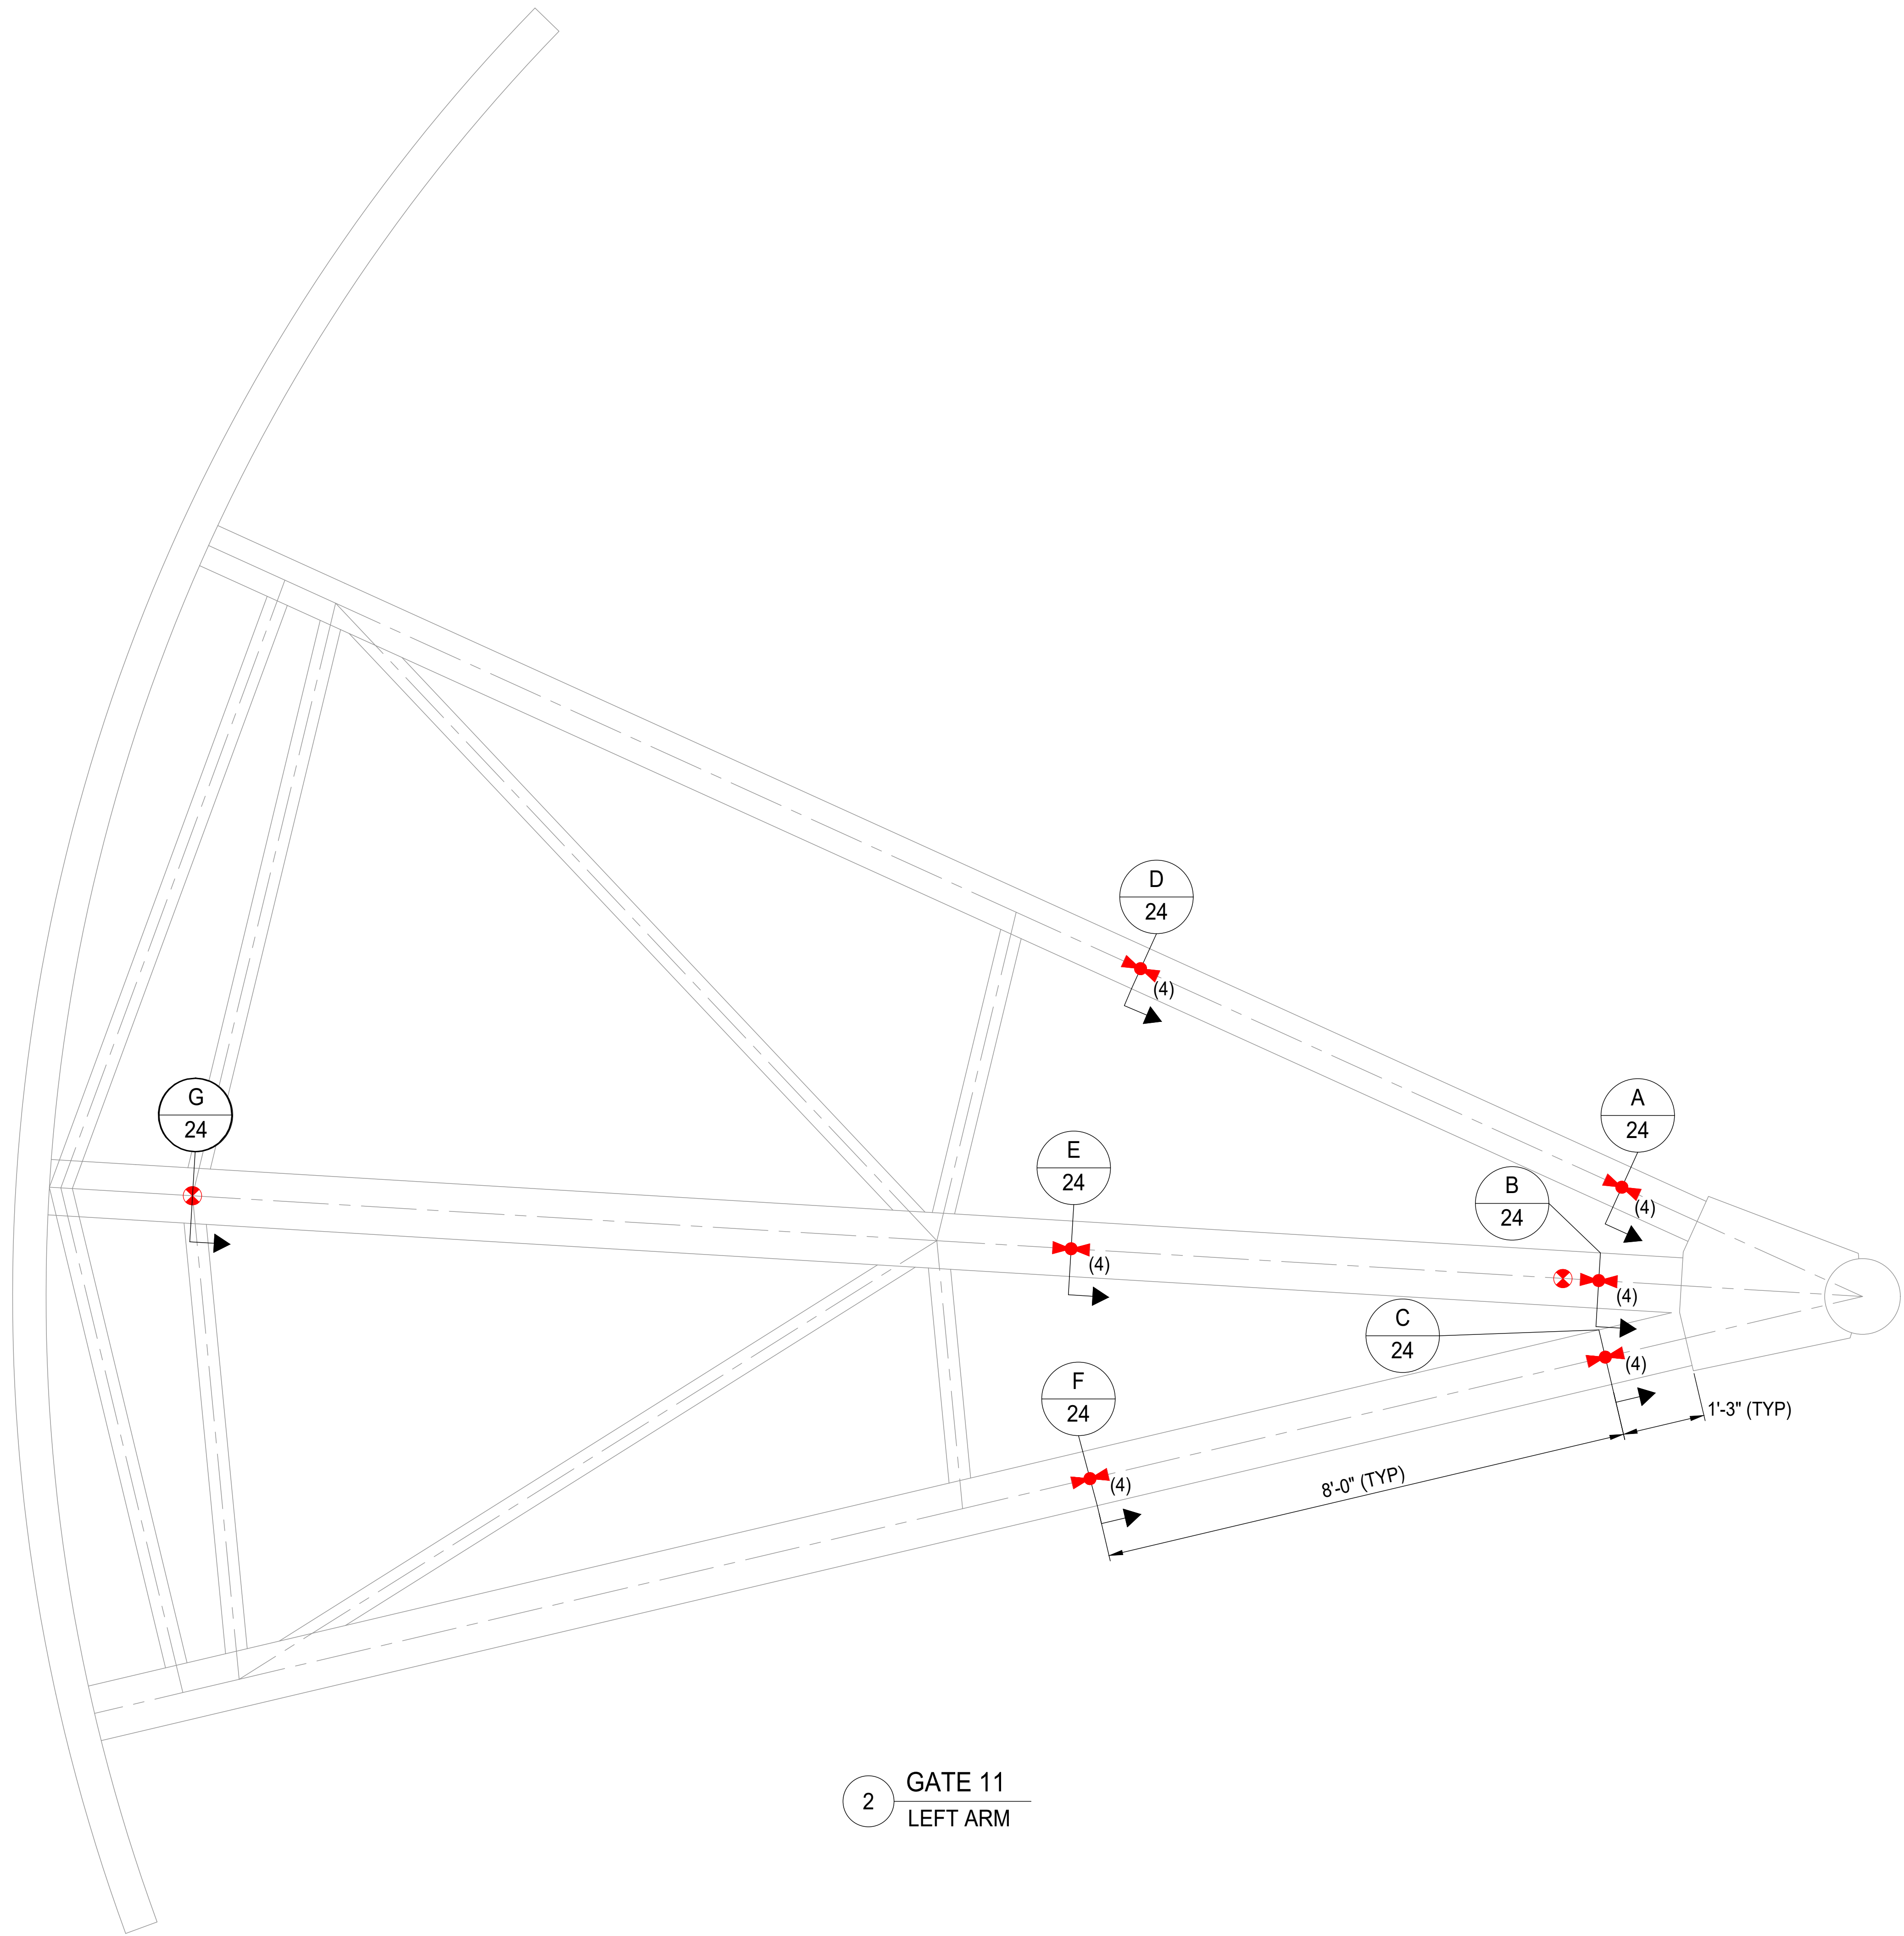 D
24
(4)
A
24
(4)
G
24
E
24
(4)
B
24
(4)
C
24
(4)
F
24
(4)
1'-3" (TYP)
8'-0" (TYP)
2
GATE 11
LEFT ARM